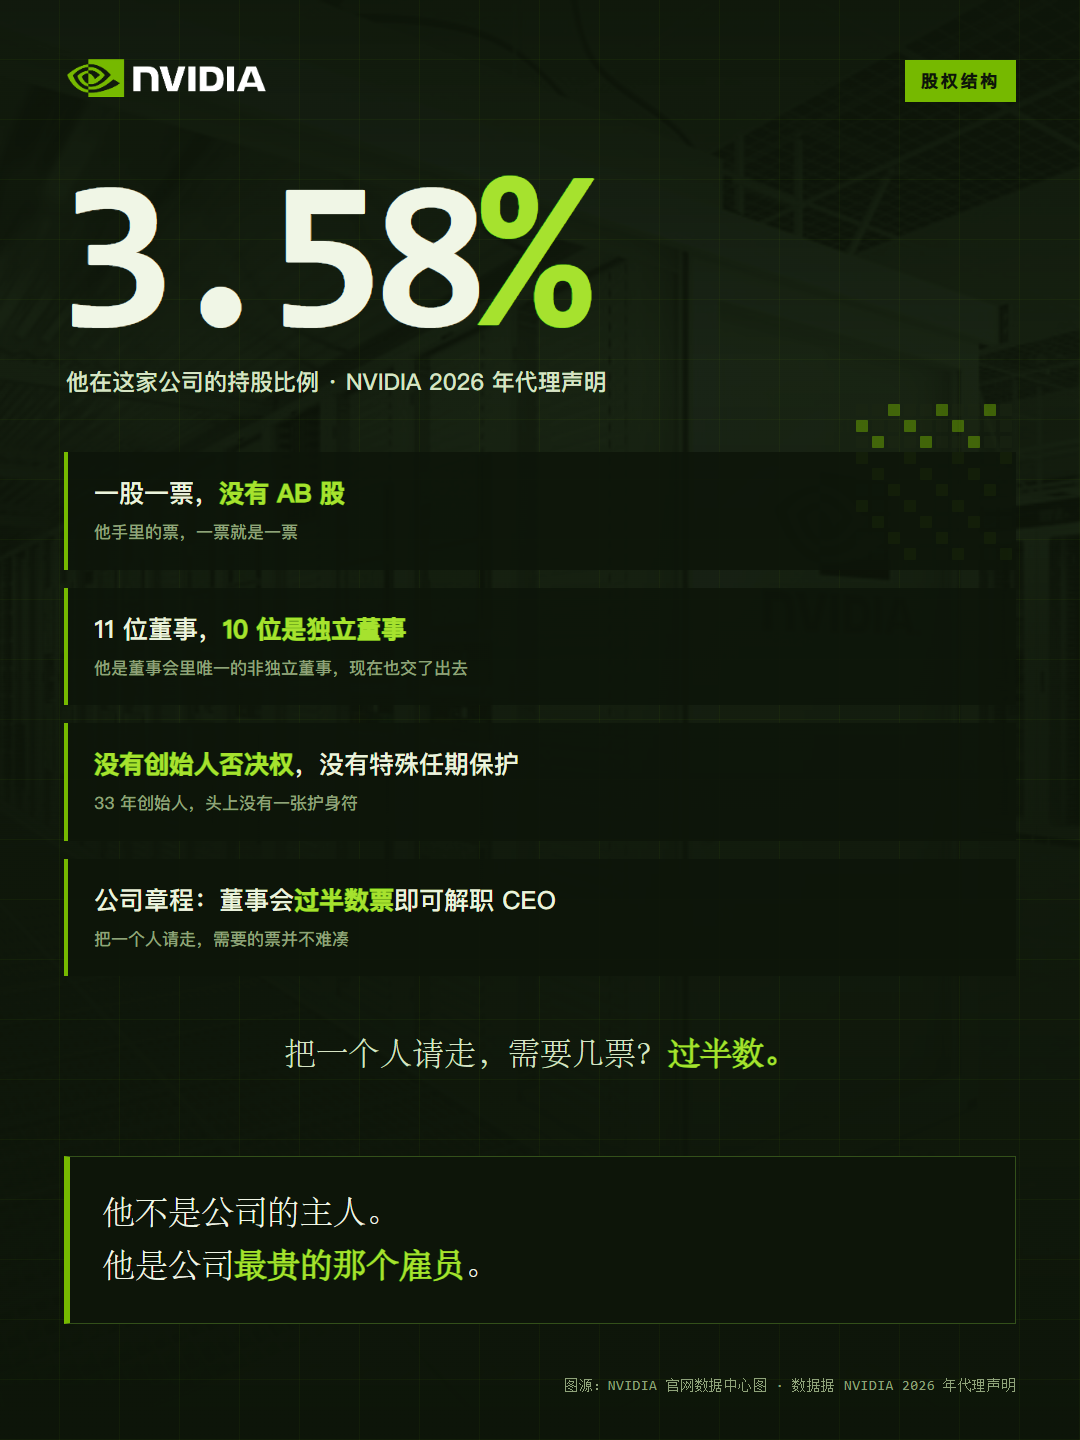 NVIDIA
股权结构
3.58%
他在这家公司的持股比例 · NVIDIA 2026 年代理声明
一股一票，没有 AB 股
他手里的票，一票就是一票
11 位董事，10 位是独立董事
他是董事会里唯一的非独立董事，现在也交了出去
没有创始人否决权，没有特殊任期保护
33 年创始人，头上没有一张护身符
公司章程：董事会过半数票即可解职 CEO
把一个人请走，需要的票并不难凑
把一个人请走，需要几票？过半数。
他不是公司的主人。
他是公司最贵的那个雇员。
图源：NVIDIA 官网数据中心图 · 数据据 NVIDIA 2026 年代理声明